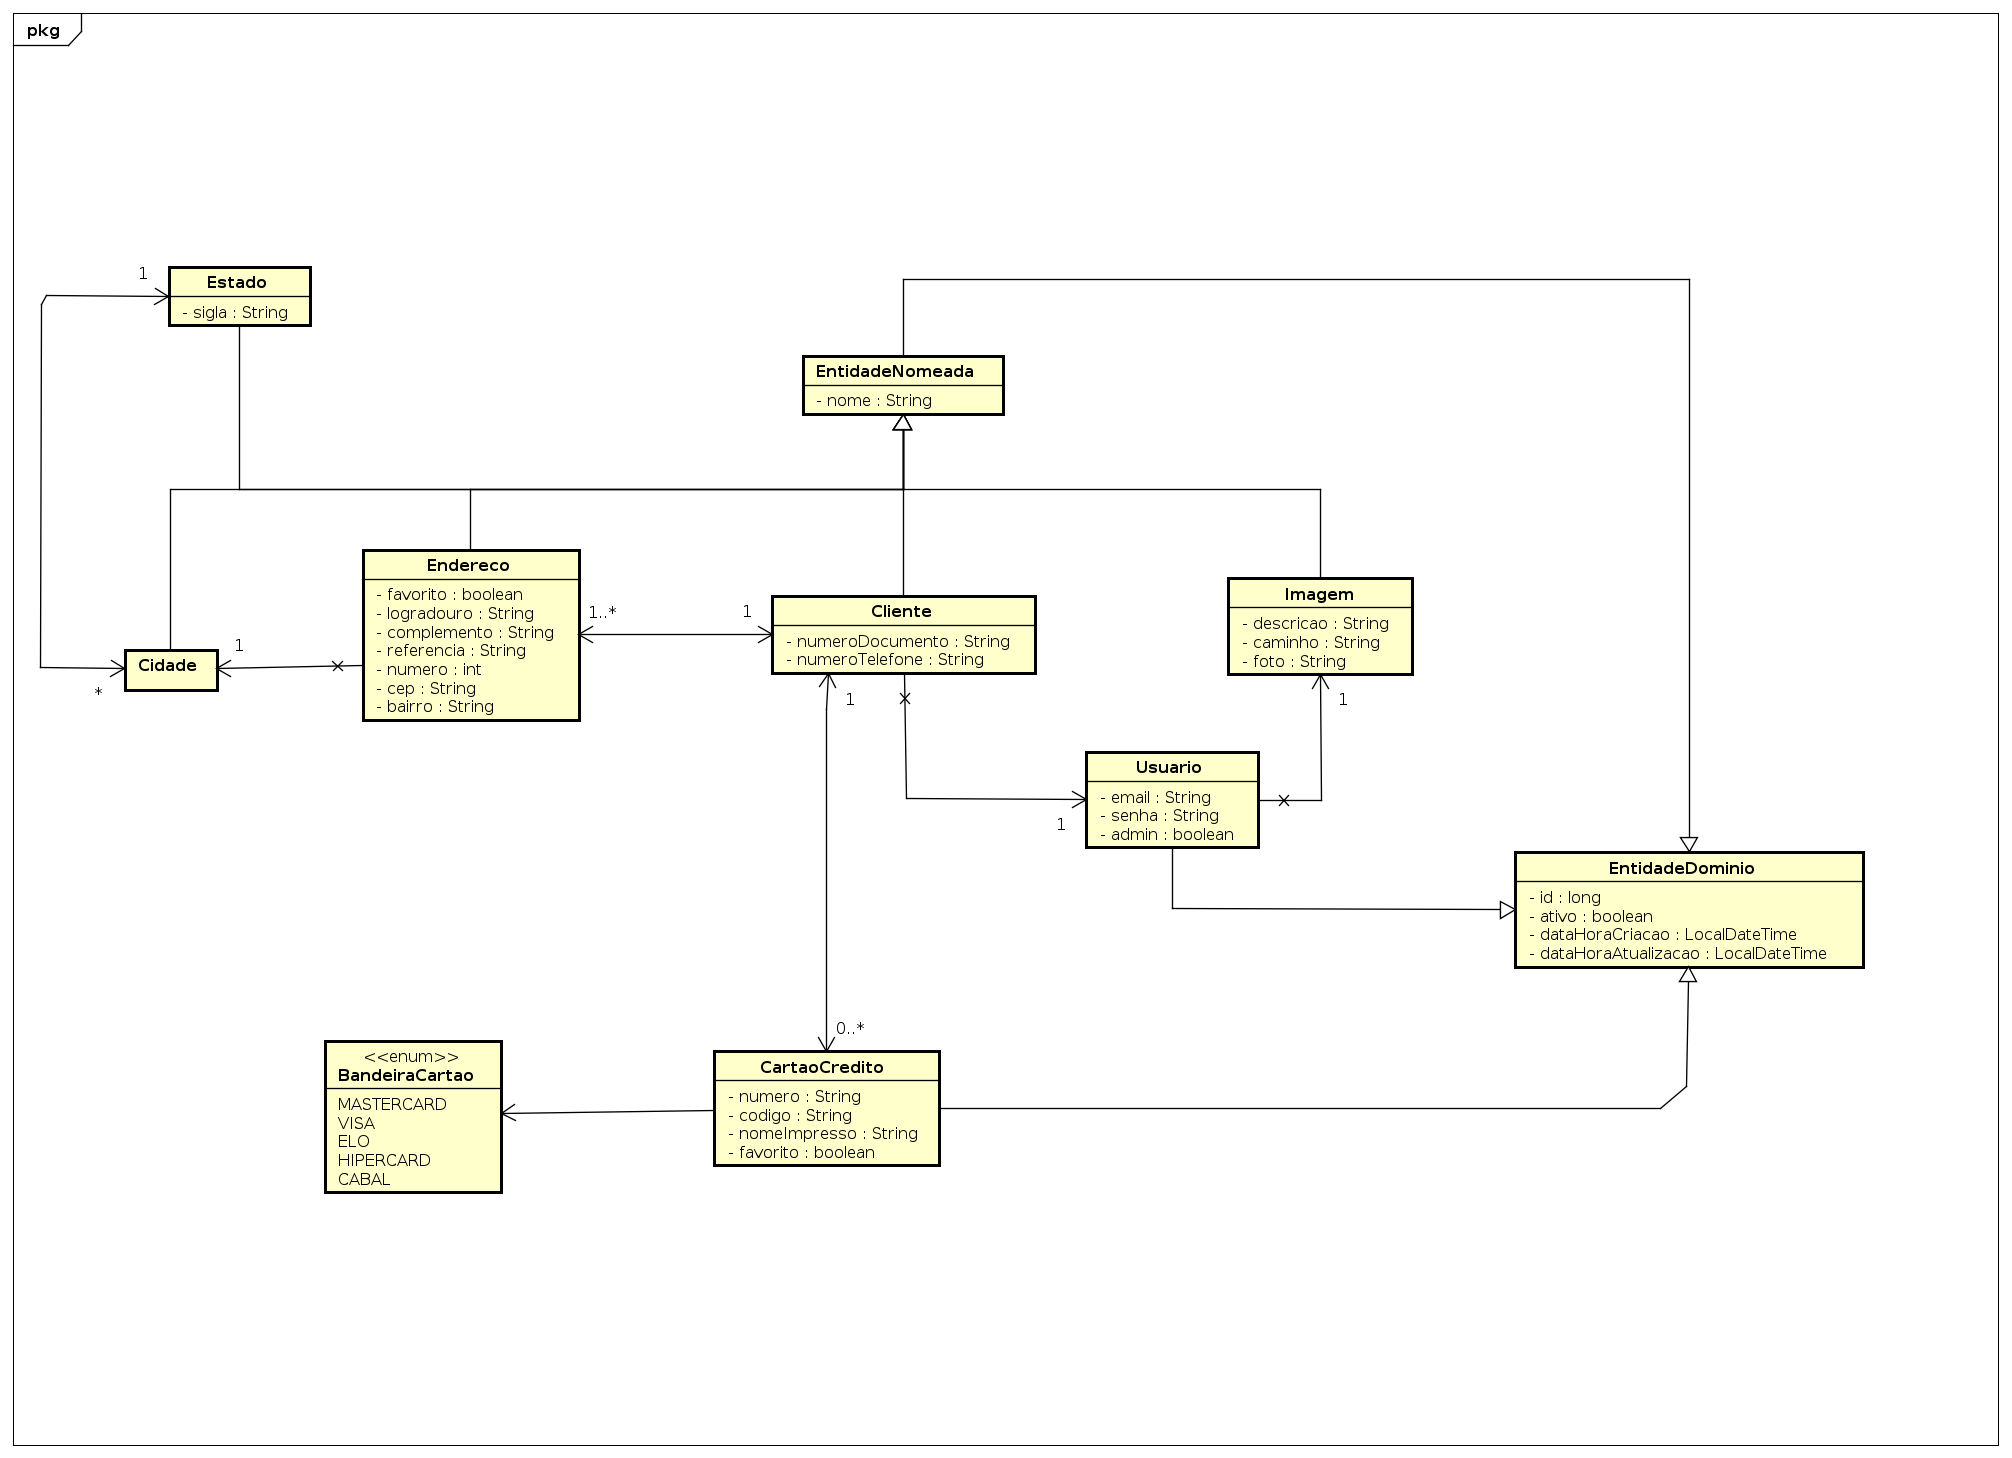 pkg
1
Estado
- sigla : String
EntidadeNomeada
- nome : String
Endereco
- favorito : boolean
- logradouro : String
- complemento : String
- referencia : String
- numero : int
- cep : String
- bairro : String
1..*
1
Cliente
- numeroDocumento : String
- numeroTelefone : String
Imagem
- descricao : String
- caminho : String
- foto : String
Cidade
1
*
1
1
Usuario
- email : String
- senha : String
- admin : boolean
1
EntidadeDominio
- id : long
- ativo : boolean
- dataHoraCriacao : LocalDateTime
- dataHoraAtualizacao : LocalDateTime
0..*
<<enum>>
BandeiraCartao
MASTERCARD
VISA
ELO
HIPERCARD
CABAL
CartaoCredito
- numero : String
- codigo : String
- nomeImpresso : String
- favorito : boolean